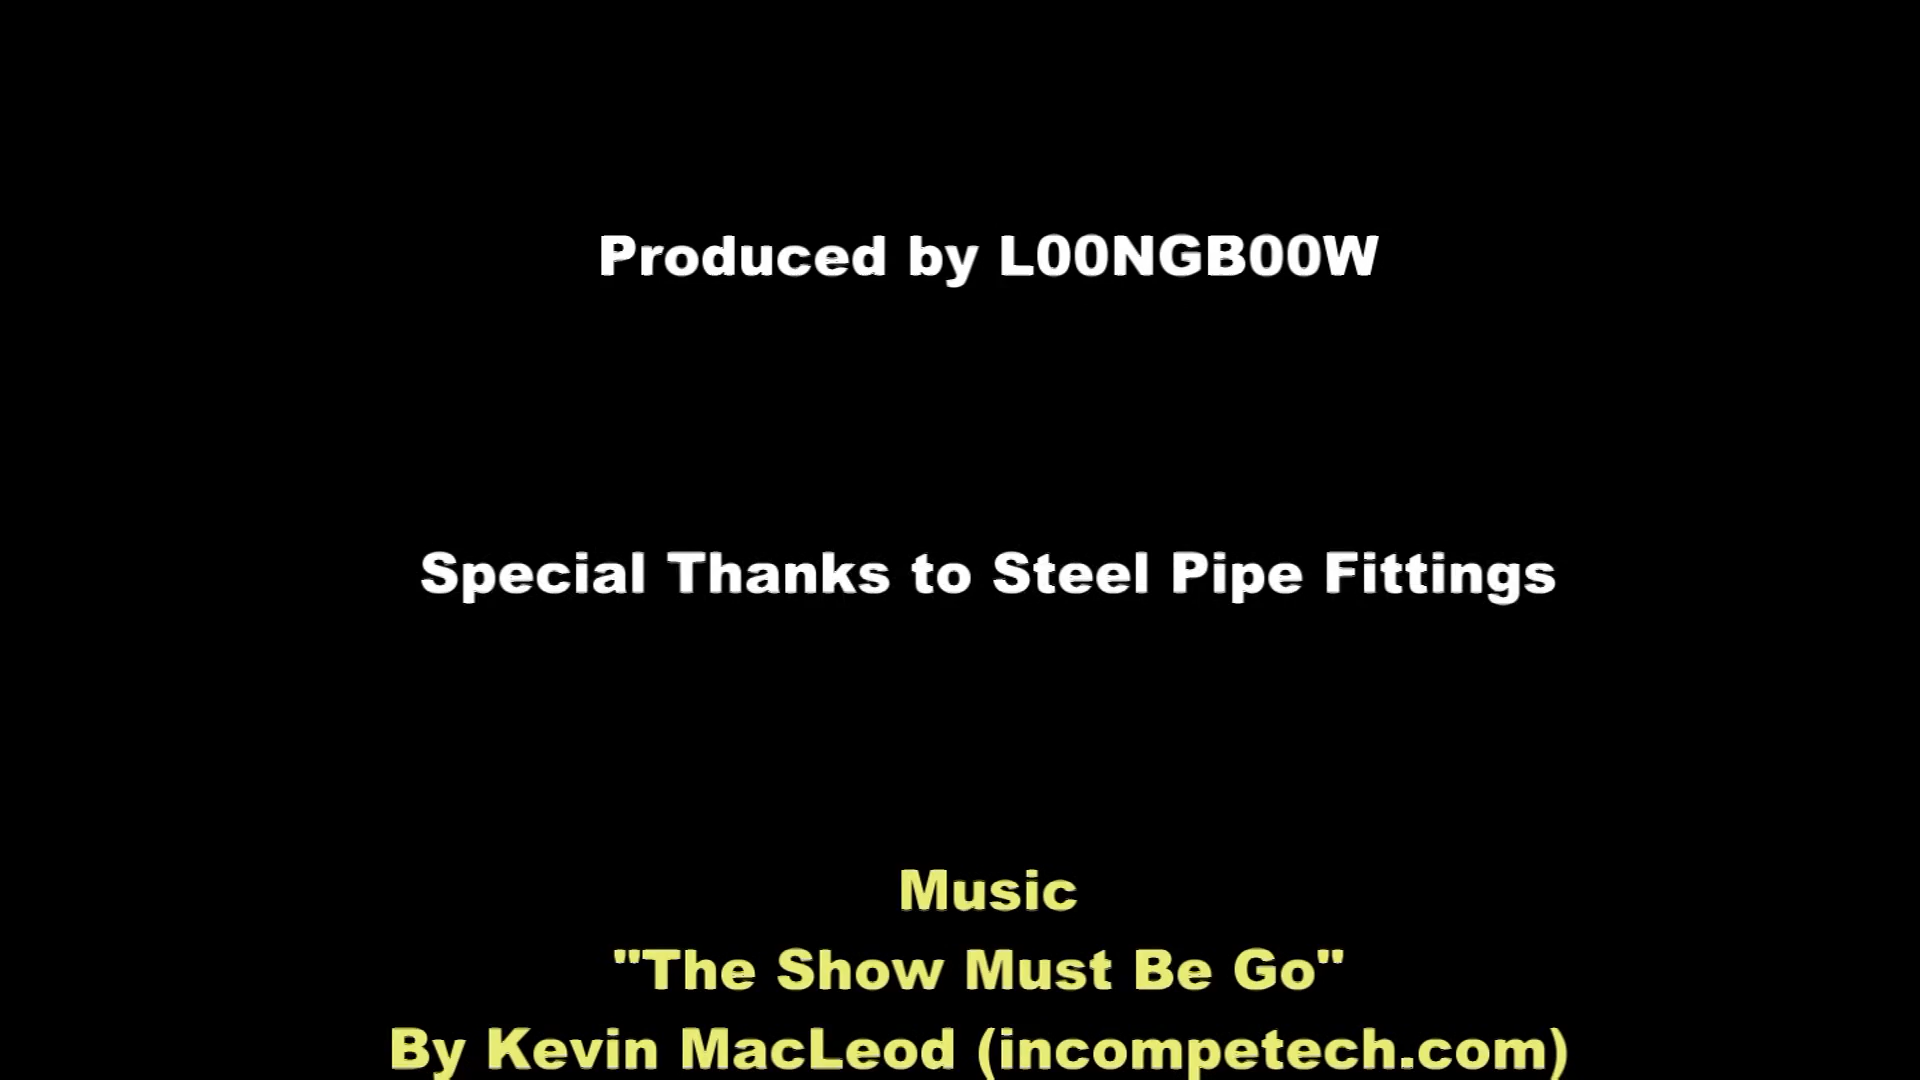 Produced by L00NGB00W
Special Thanks to Steel Pipe Fittings
Music
"The Show Must Be Go"
By Kevin MacLeod (incompetech.com)